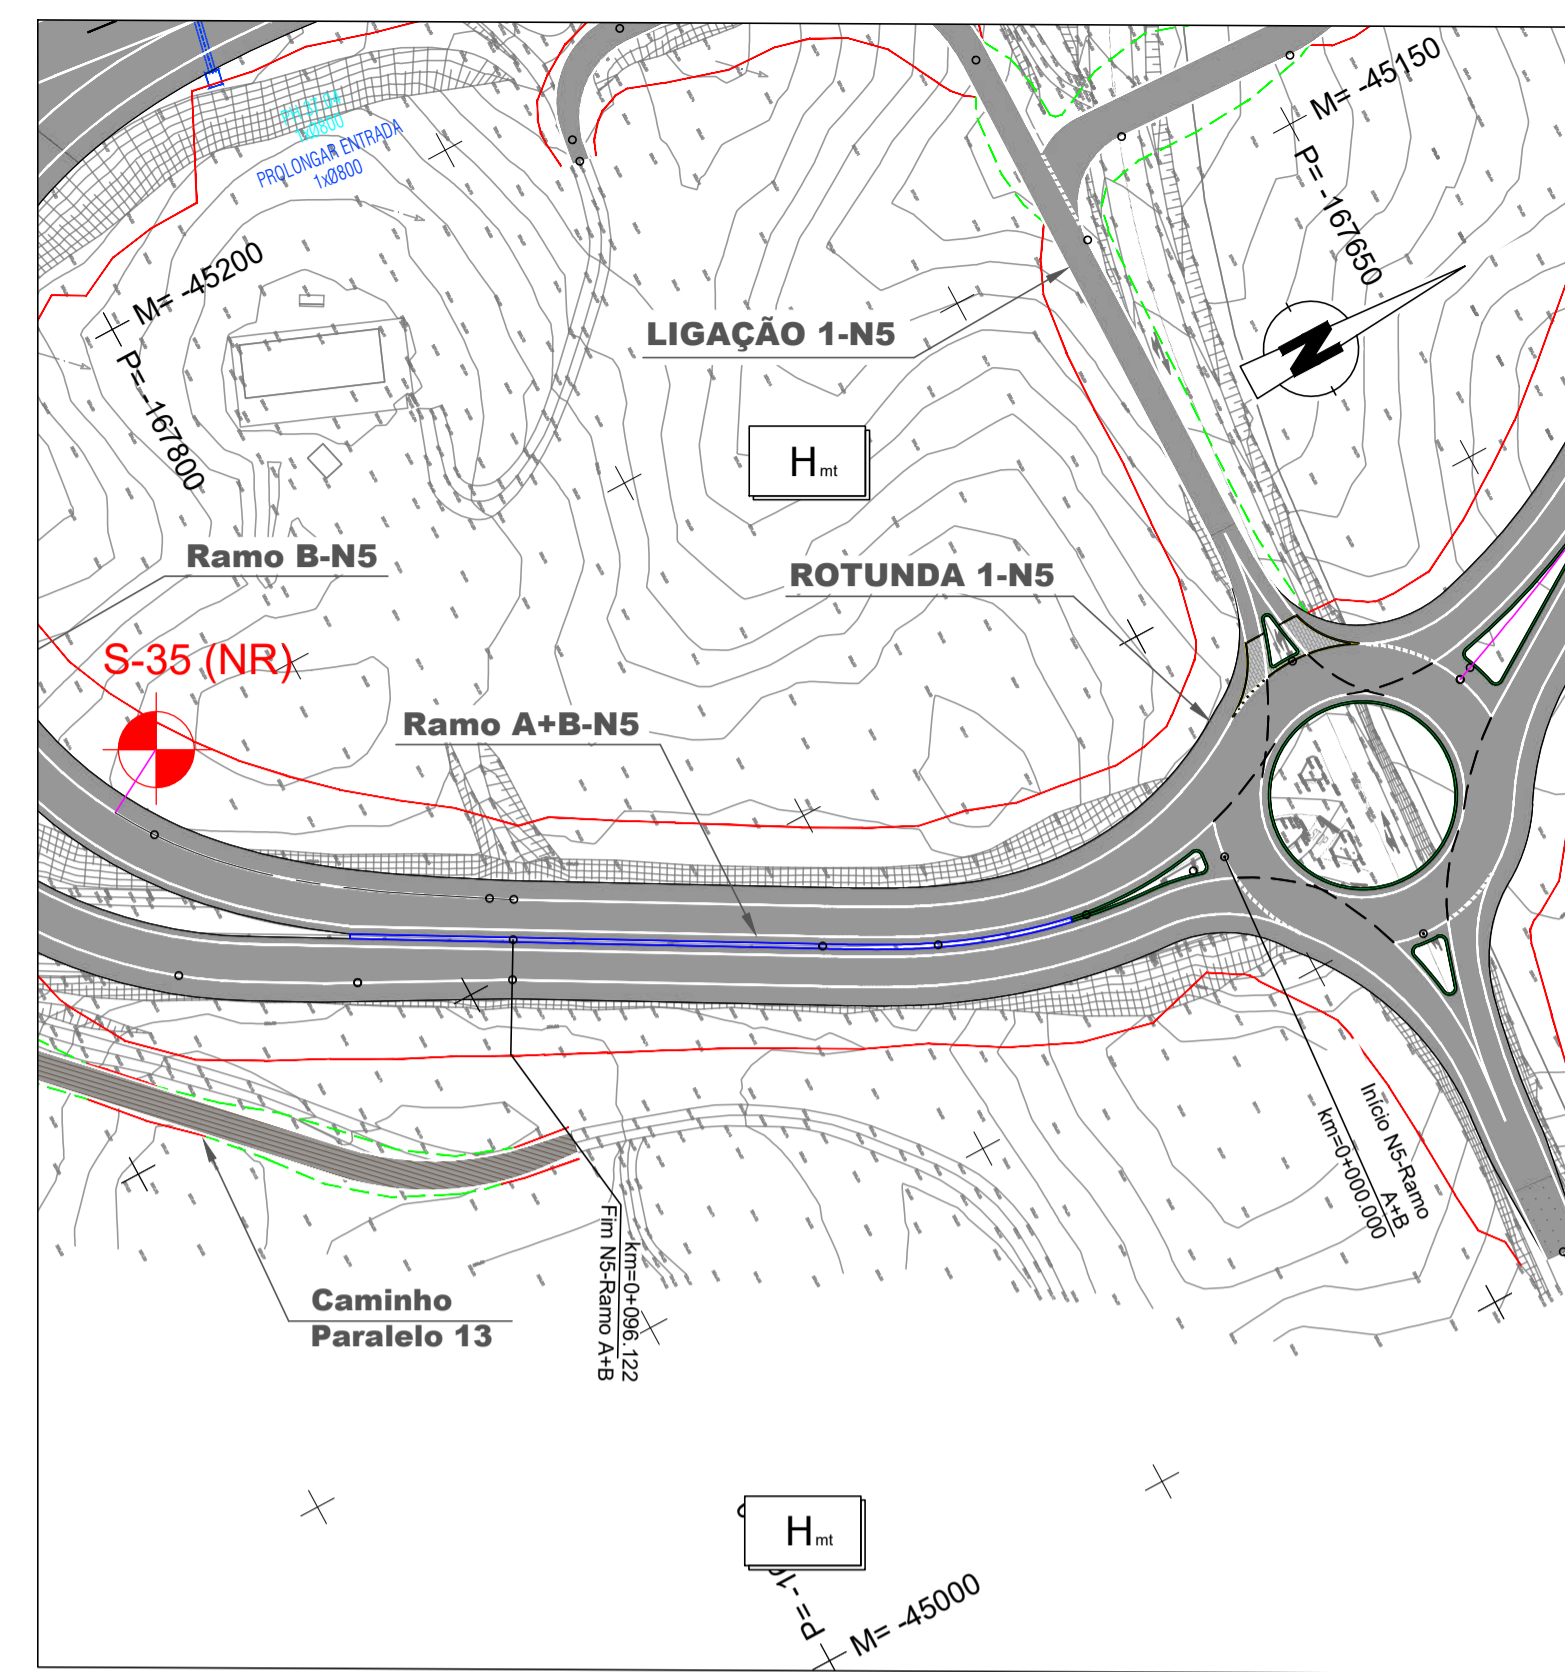 PROLONGAR ENTRADA
1xØ800
1xØ800
M= -45150
P= -167650
M= -45200
P= -167800
LIGAÇÃO 1-N5
N
H mt
Ramo B-N5
ROTUNDA 1-N5
S-35 (NR)
Ramo A+B-N5
Início N5-Ramo
A+B
km=0+000.000
km=0+096.122
Fim N5-Ramo A+B
Caminho
Paralelo 13
H mt
P=
M= -45000